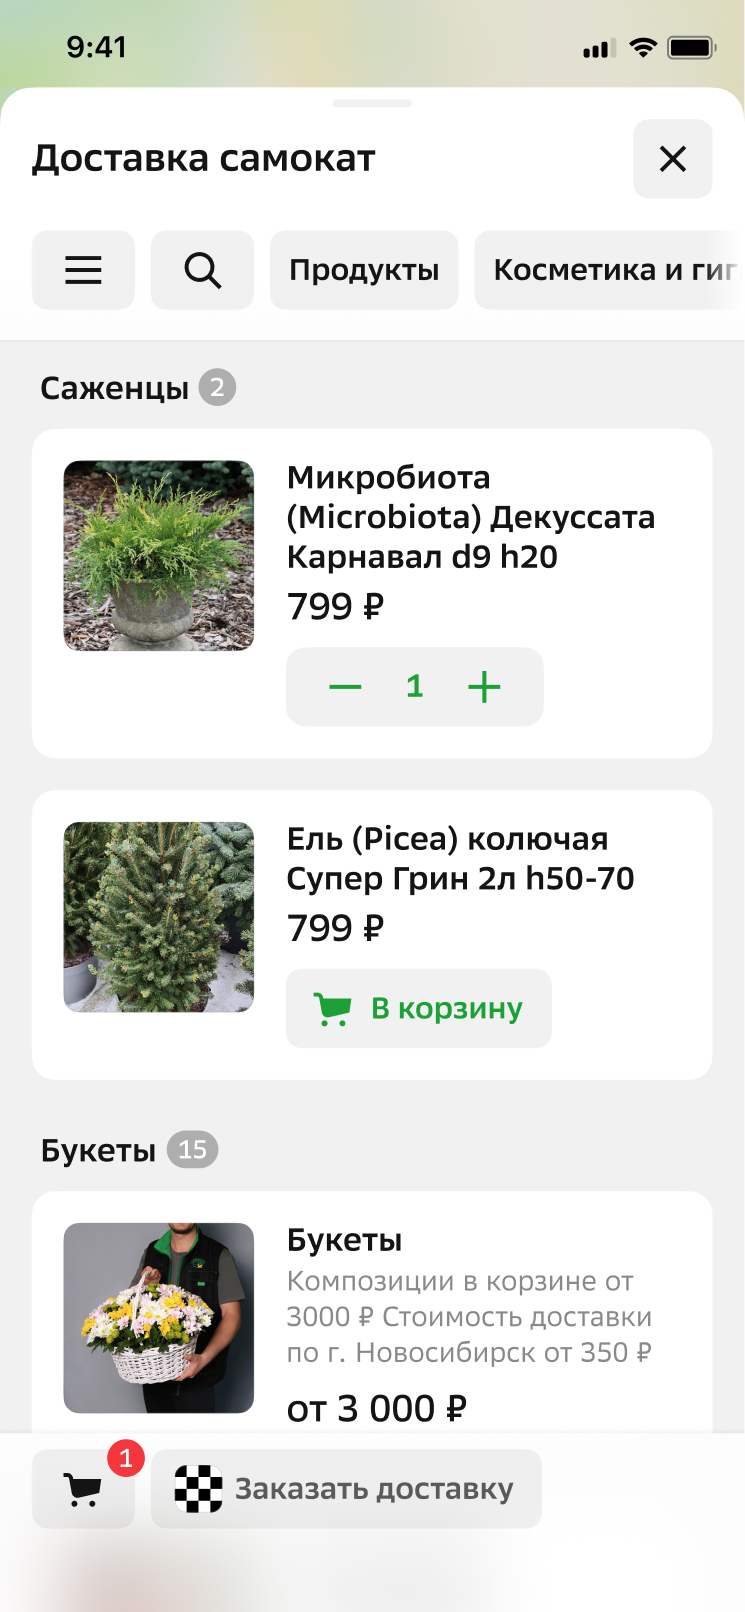 9:41
Доставка самокат
Продукты
Косметика и гиг
Саженцы 2
Микробиота
(Microbiota) Декуссата
Карнавал d9 h20
799 ₽
1
Ель (Picea) колючая
Супер Грин 2л h50-70
799 ₽
В корзину
Букеты 15
Букеты
Композиции в корзине от
3000 ₽ Стоимость доставки
по г. Новосибирск от 350 ₽
от 3 000 ₽
1
Заказать доставку